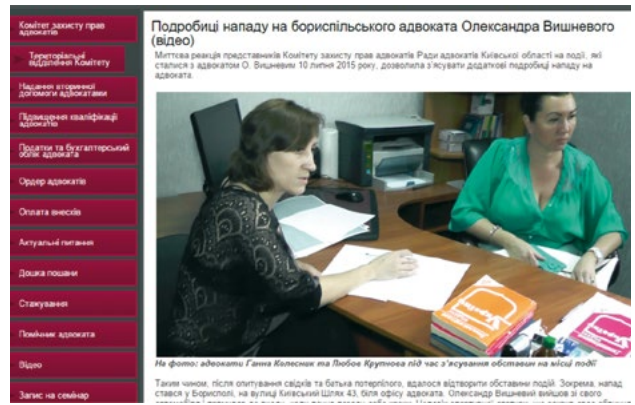 Комітет захисту прав
адвокатів
Територіальні
відділення Комітету
Надання вторинної
допомоги адвокатами
Підвищення кваліфікації
адвокатів
Податки та бухгалтерський
облік адвоката
Ордер адвокатів
Оплата внесків
Актуальні питання
Дошка пошани
Стажування
Помічник адвоката
Відео
Запис на семінар
Подробиці нападу на бориспільського адвоката Олександра Вишневого
(відео)
Миттєва реакція представників Комітету захисту прав адвокатів Ради адвокатів Київської області на події, які
сталися з адвокатом О. Вишневим 10 липня 2015 року, дозволила з'ясувати додаткові подробиці нападу на
адвоката.
Україна
На фото: адвокати Ганна Колесник та Любов Крупнова під час з'ясування обставин на місці події
Таким чином, після опитування свідків та батька потерпілого, вдалося відтворити обставини події. Зокрема, напад
стався у Борисполі, на вулиці Київський Шлях 43, біля офісу адвоката. Олександр Вишневий вийшов зі свого